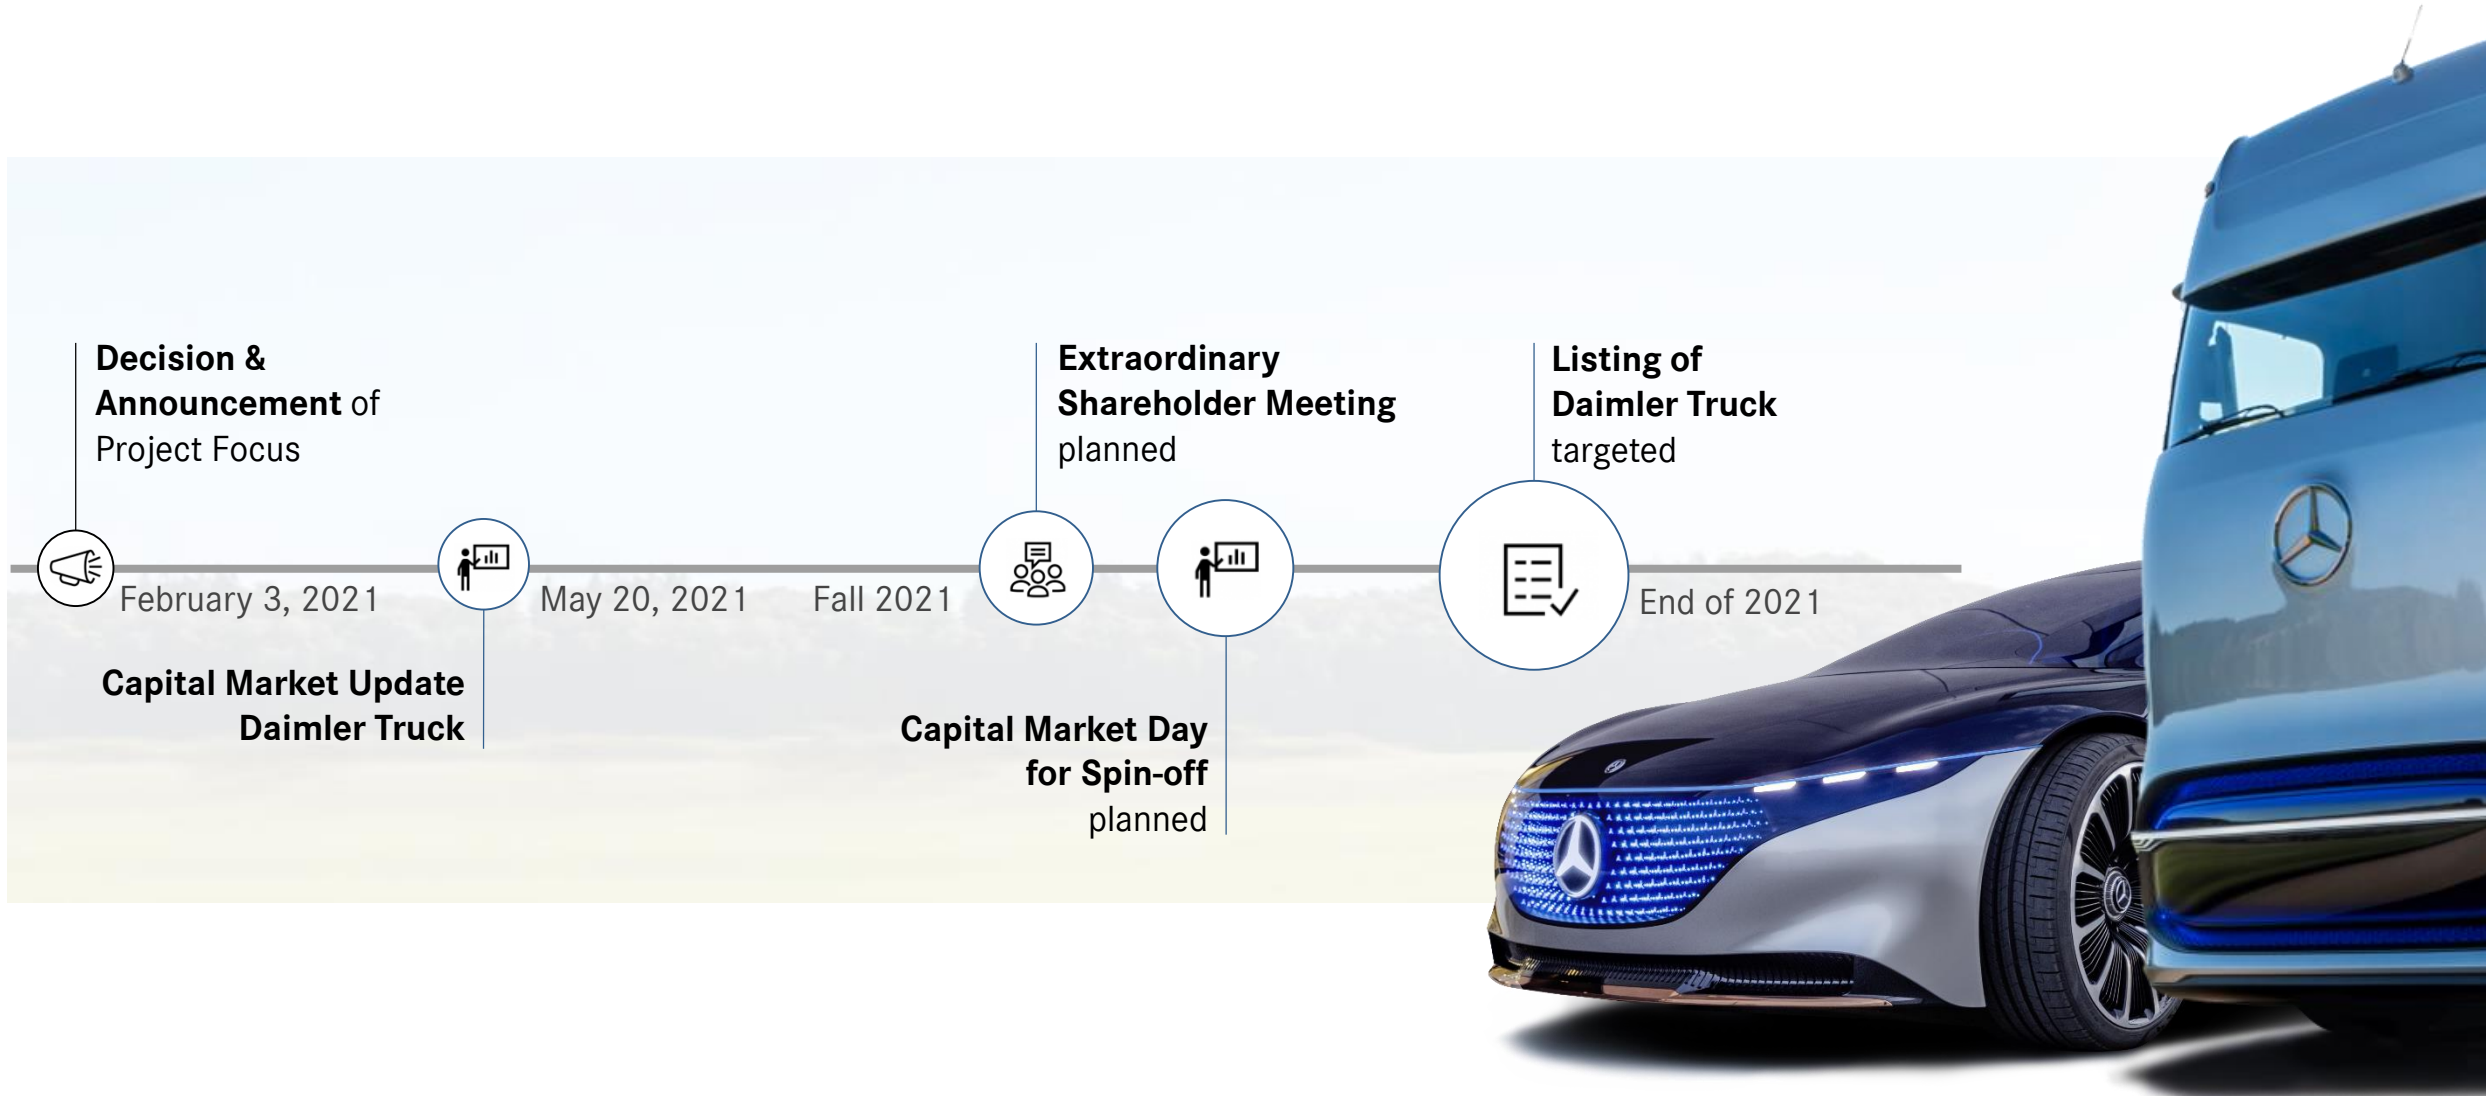 Decision &
Announcement of
Project Focus
February 3, 2021
Capital Market Update
Daimler Truck
May 20, 2021
Fall 2021
Extraordinary
Shareholder Meeting
planned
Capital Market Day
for Spin-off
planned
Listing of
Daimler Truck
targeted
End of 2021